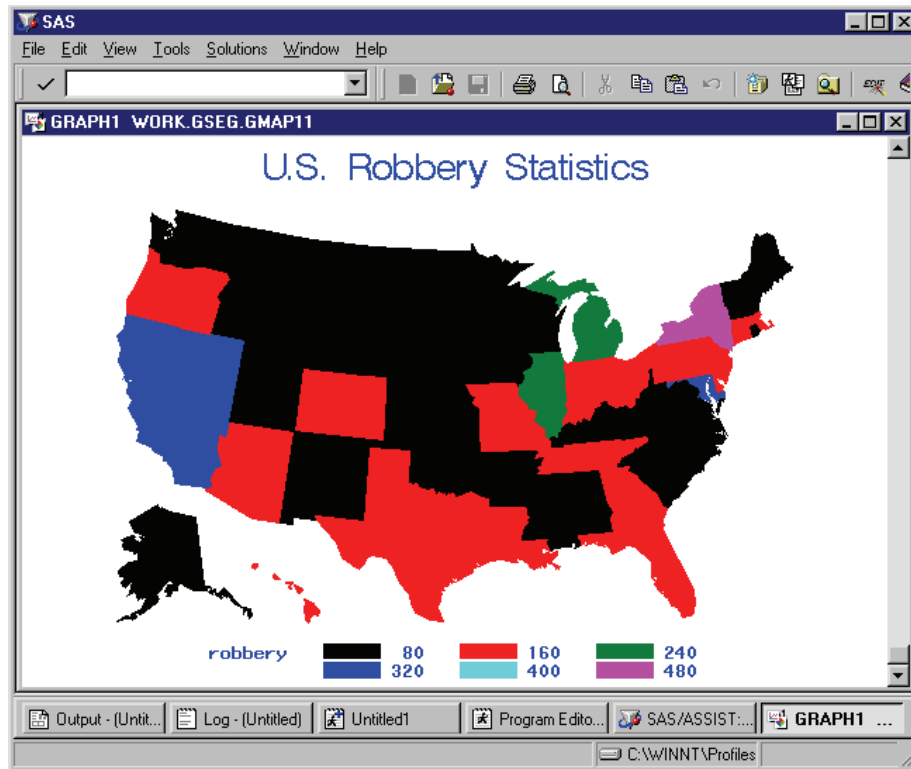 SAS
File Edit View Tools Solutions Window Help
GRAPH1 WORK.GSEG.GMAP11
U.S. Robbery Statistics
robbery 80 160 240
320 400 480
Output - (Untit... Log - (Untitled) Untitled1 Program Edito... SAS/ASSIST:... GRAPH1 ...
C:\WINNT\Profiles